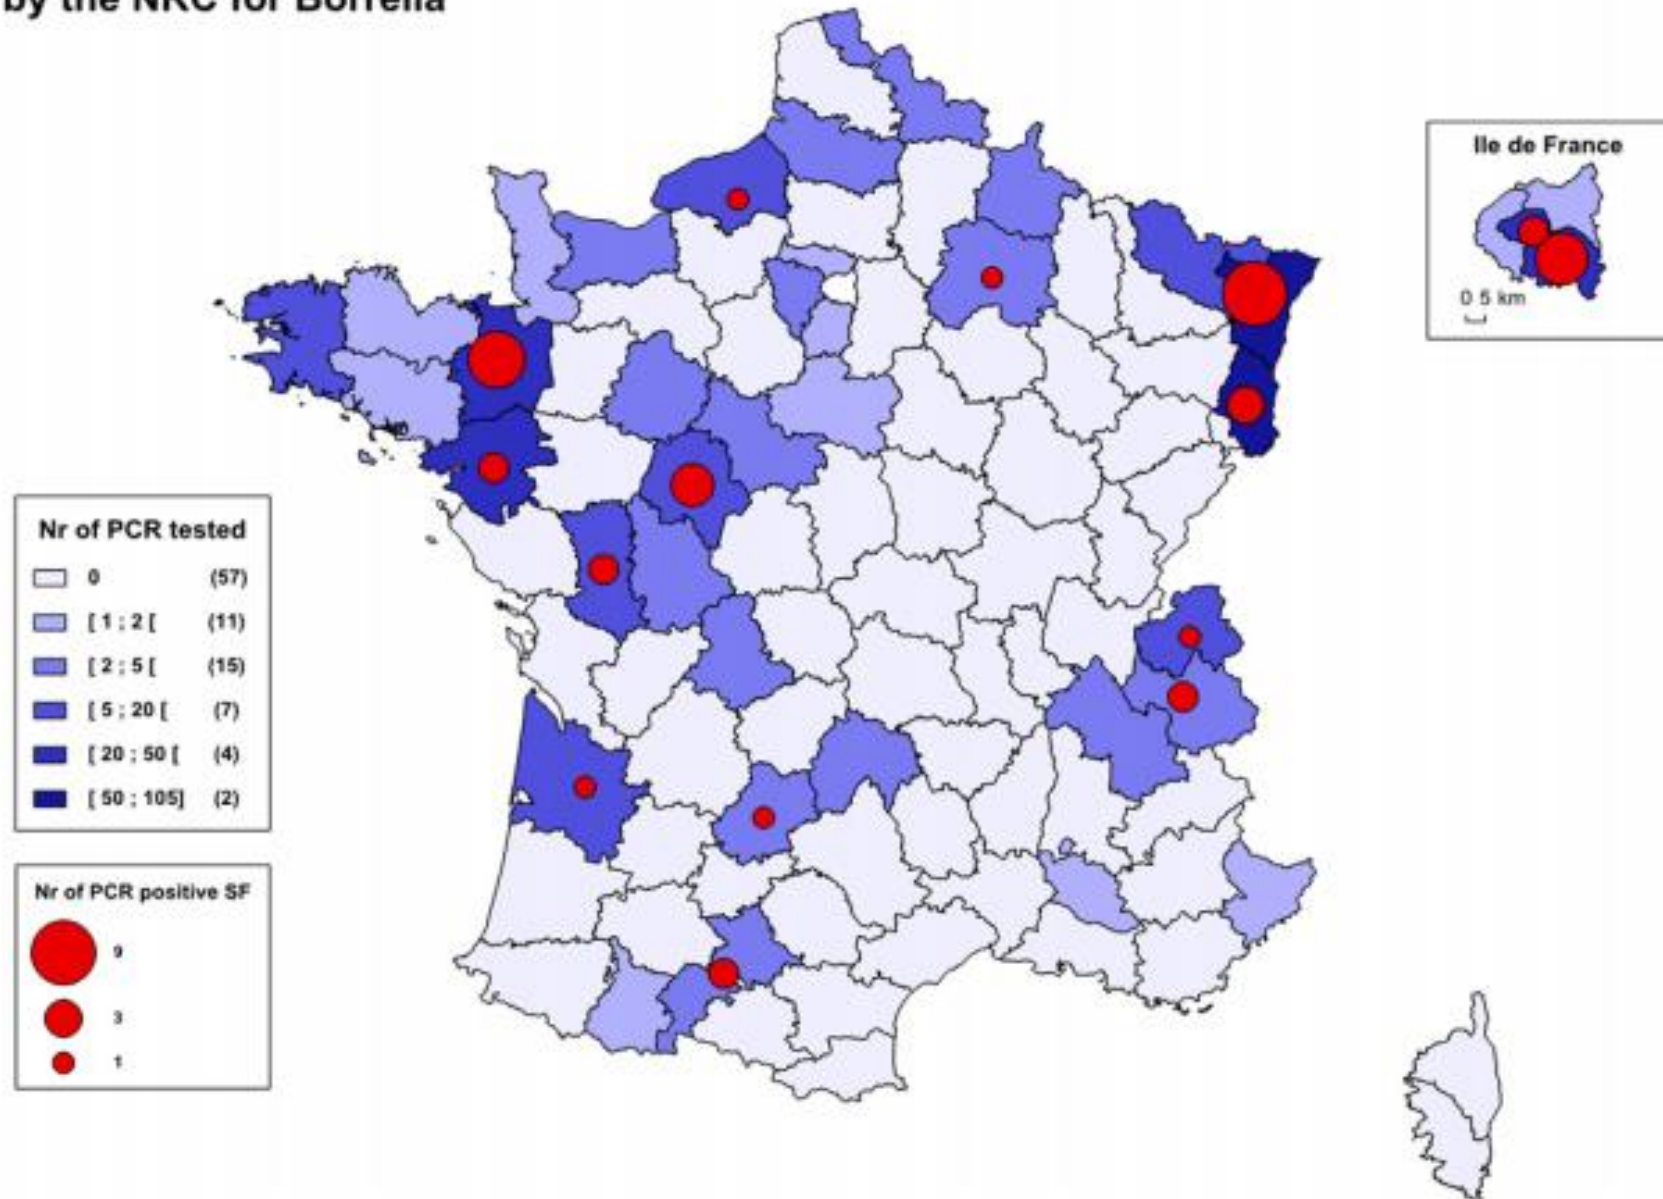 by the NRC for Borrelia
Ile de France
0 5 km
Nr of PCR tested
0 (57)
[ 1 ; 2 [ (11)
[ 2 ; 5 [ (15)
[ 5 ; 20 [ (7)
[ 20 ; 50 [ (4)
[ 50 ; 105] (2)
Nr of PCR positive SF
9
3
1